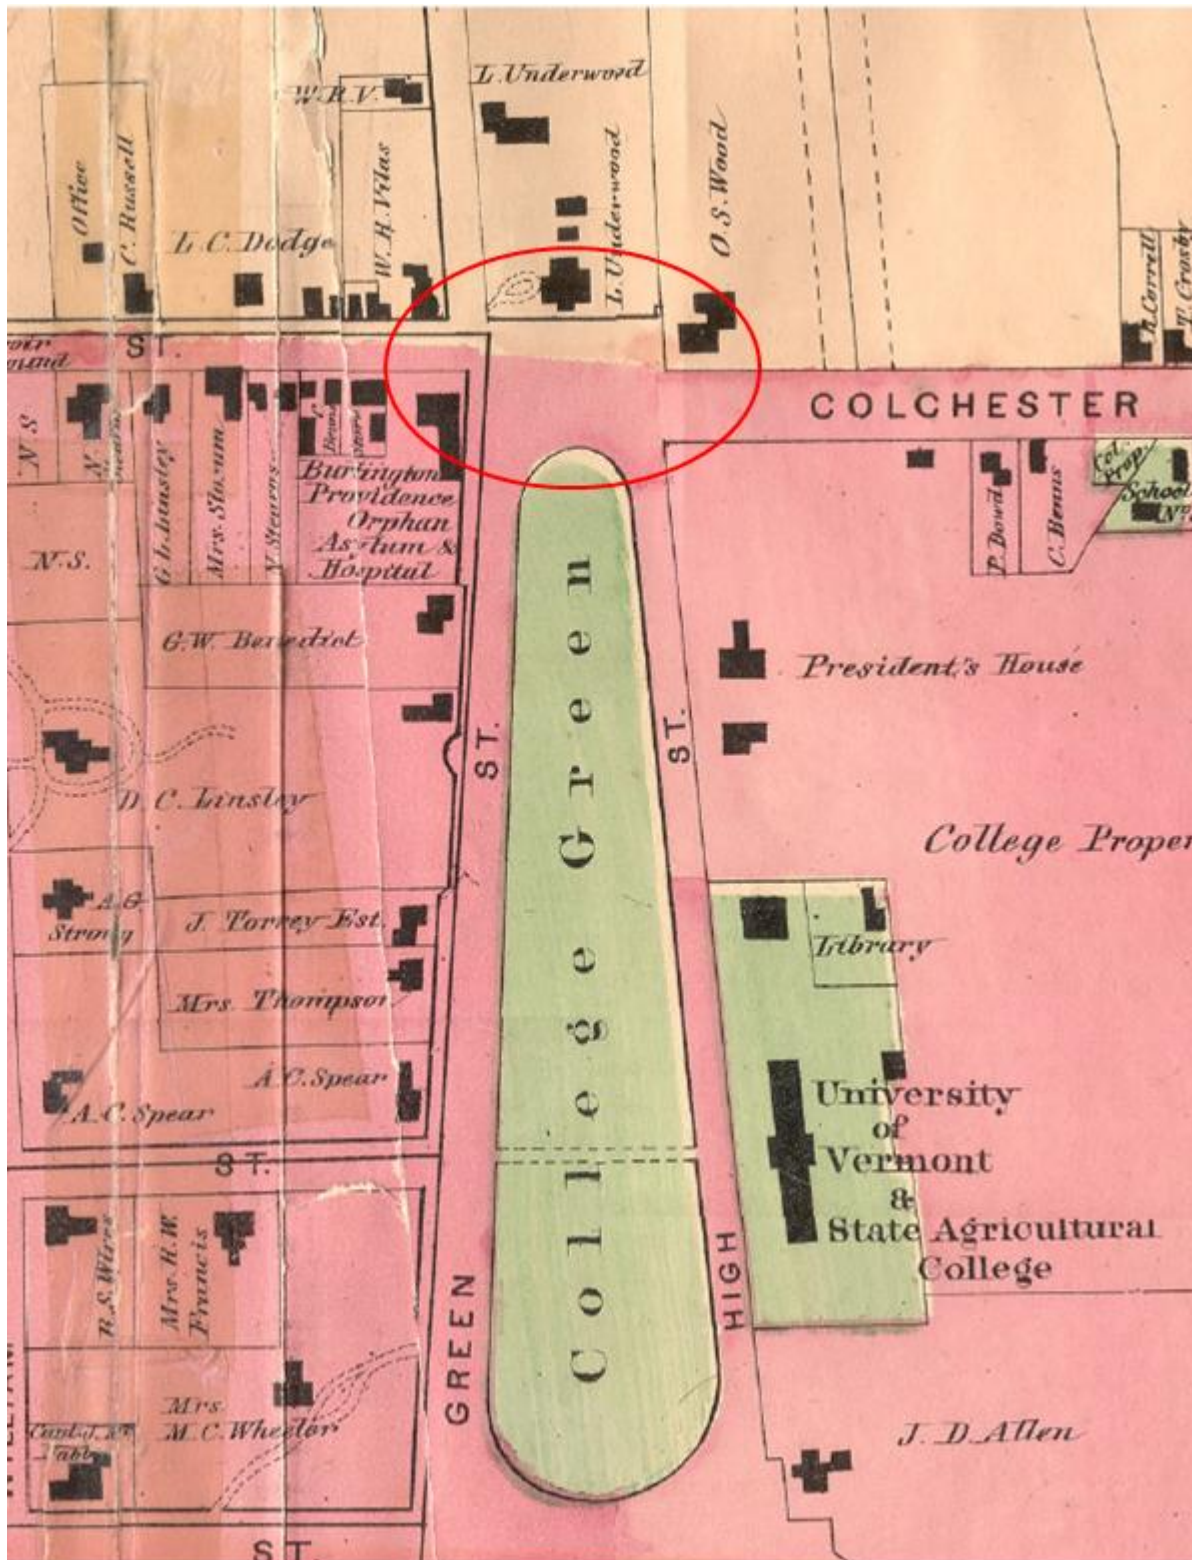 L. Underwood
W. R. V.
Office
C. Russell
L. C. Dodge
W. R. Vilas
L. Underwood
O. S. Wood
A. Correll
T. Crosby
ST
COLCHESTER
N S
G. L. Linsley
Mrs. Slocum
N. Stearns
Burlington
Providence
Orphan
Asylum &
Hospital
P. Dowd
C. Beans
Col.
Prop.
School
No.
N. S.
G. W. Benedict
President's House
ST.
ST.
D. C. Linsley
College Proper
A. G.
Strong
J. Torrey Est.
Library
Mrs. Thompson
A. C. Spear
A. C. Spear
College Green
University
of
Vermont
&
State Agricultural
College
ST.
R. S. Wires
Mrs. H. W.
Francis
GREEN
HIGH
Mrs.
M. C. Wheeler
J. D. Allen
ST.